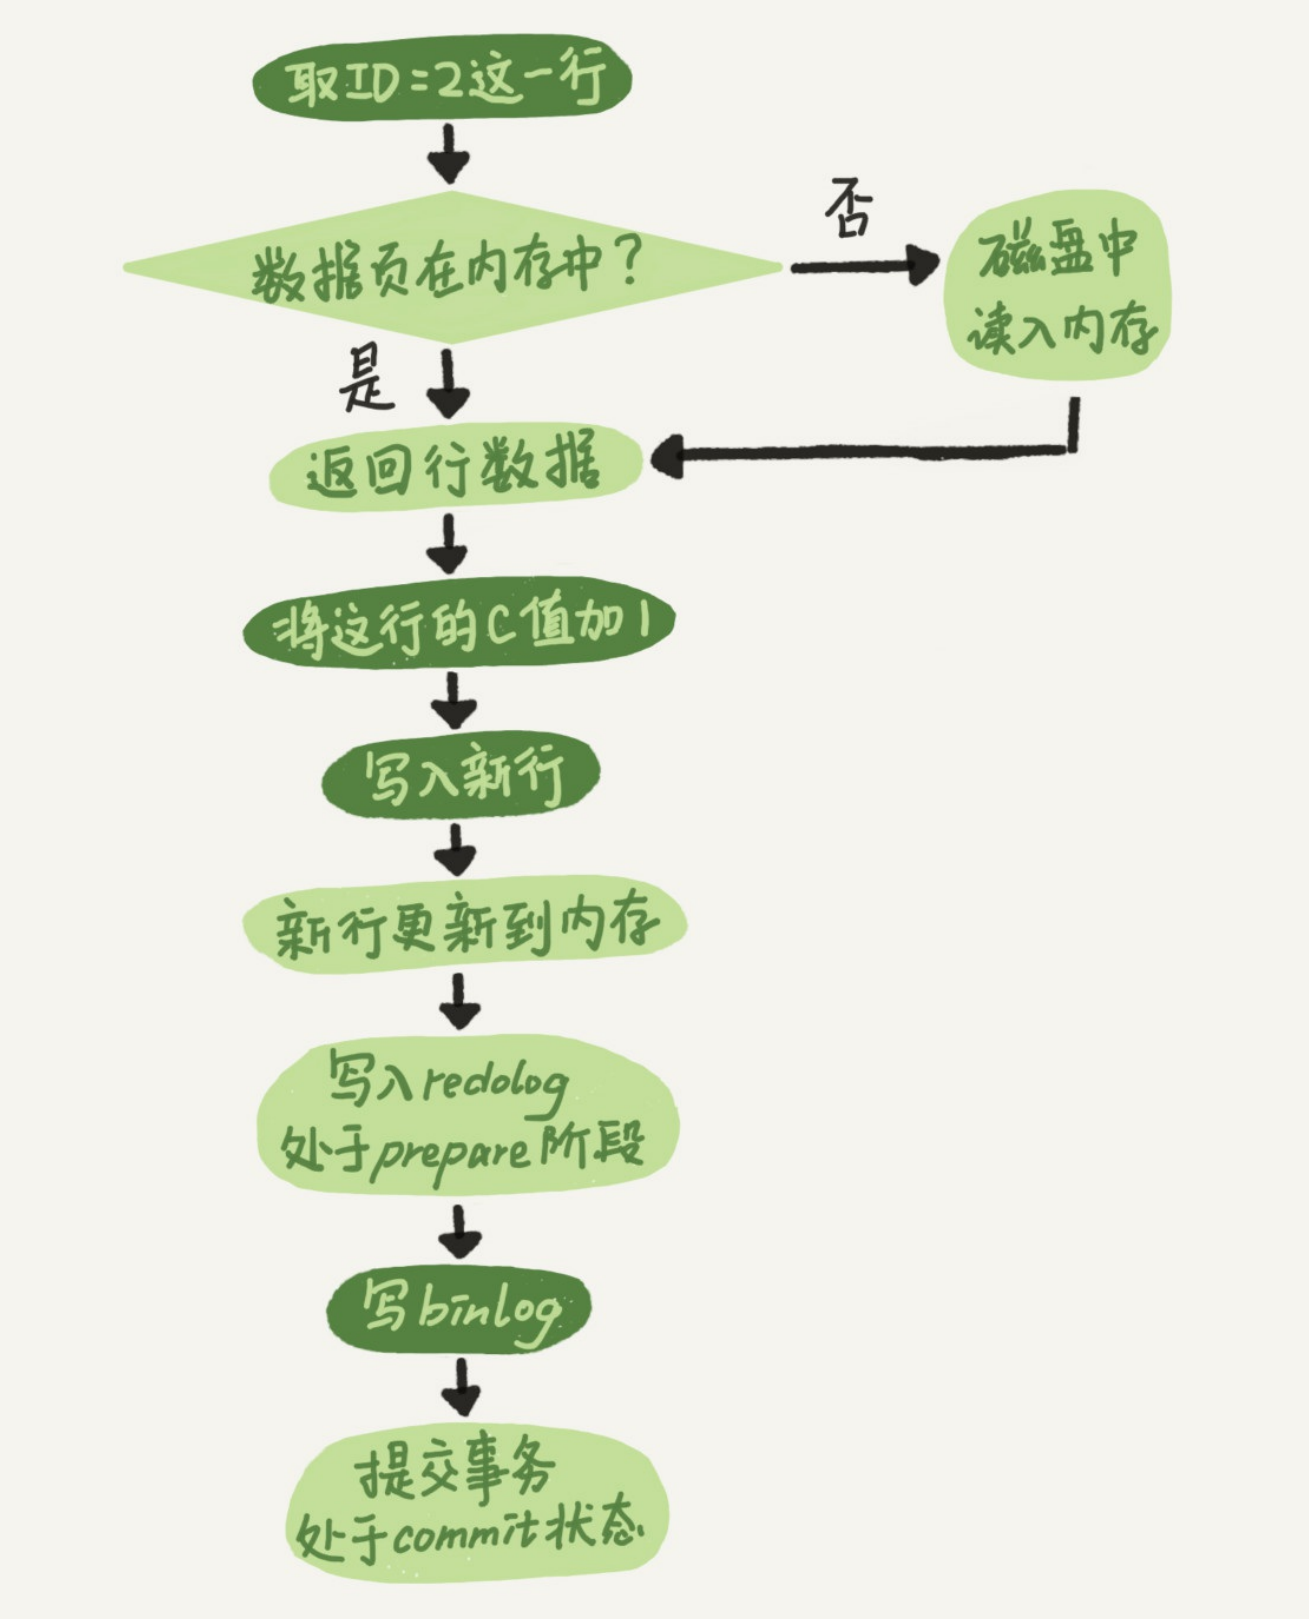 取ID=2这一行
数据页在内存中?
否
磁盘中
读入内存
是
返回行数据
将这行的C值加1
写入新行
新行更新到内存
写入redolog
处于prepare阶段
写binlog
提交事务
处于commit状态